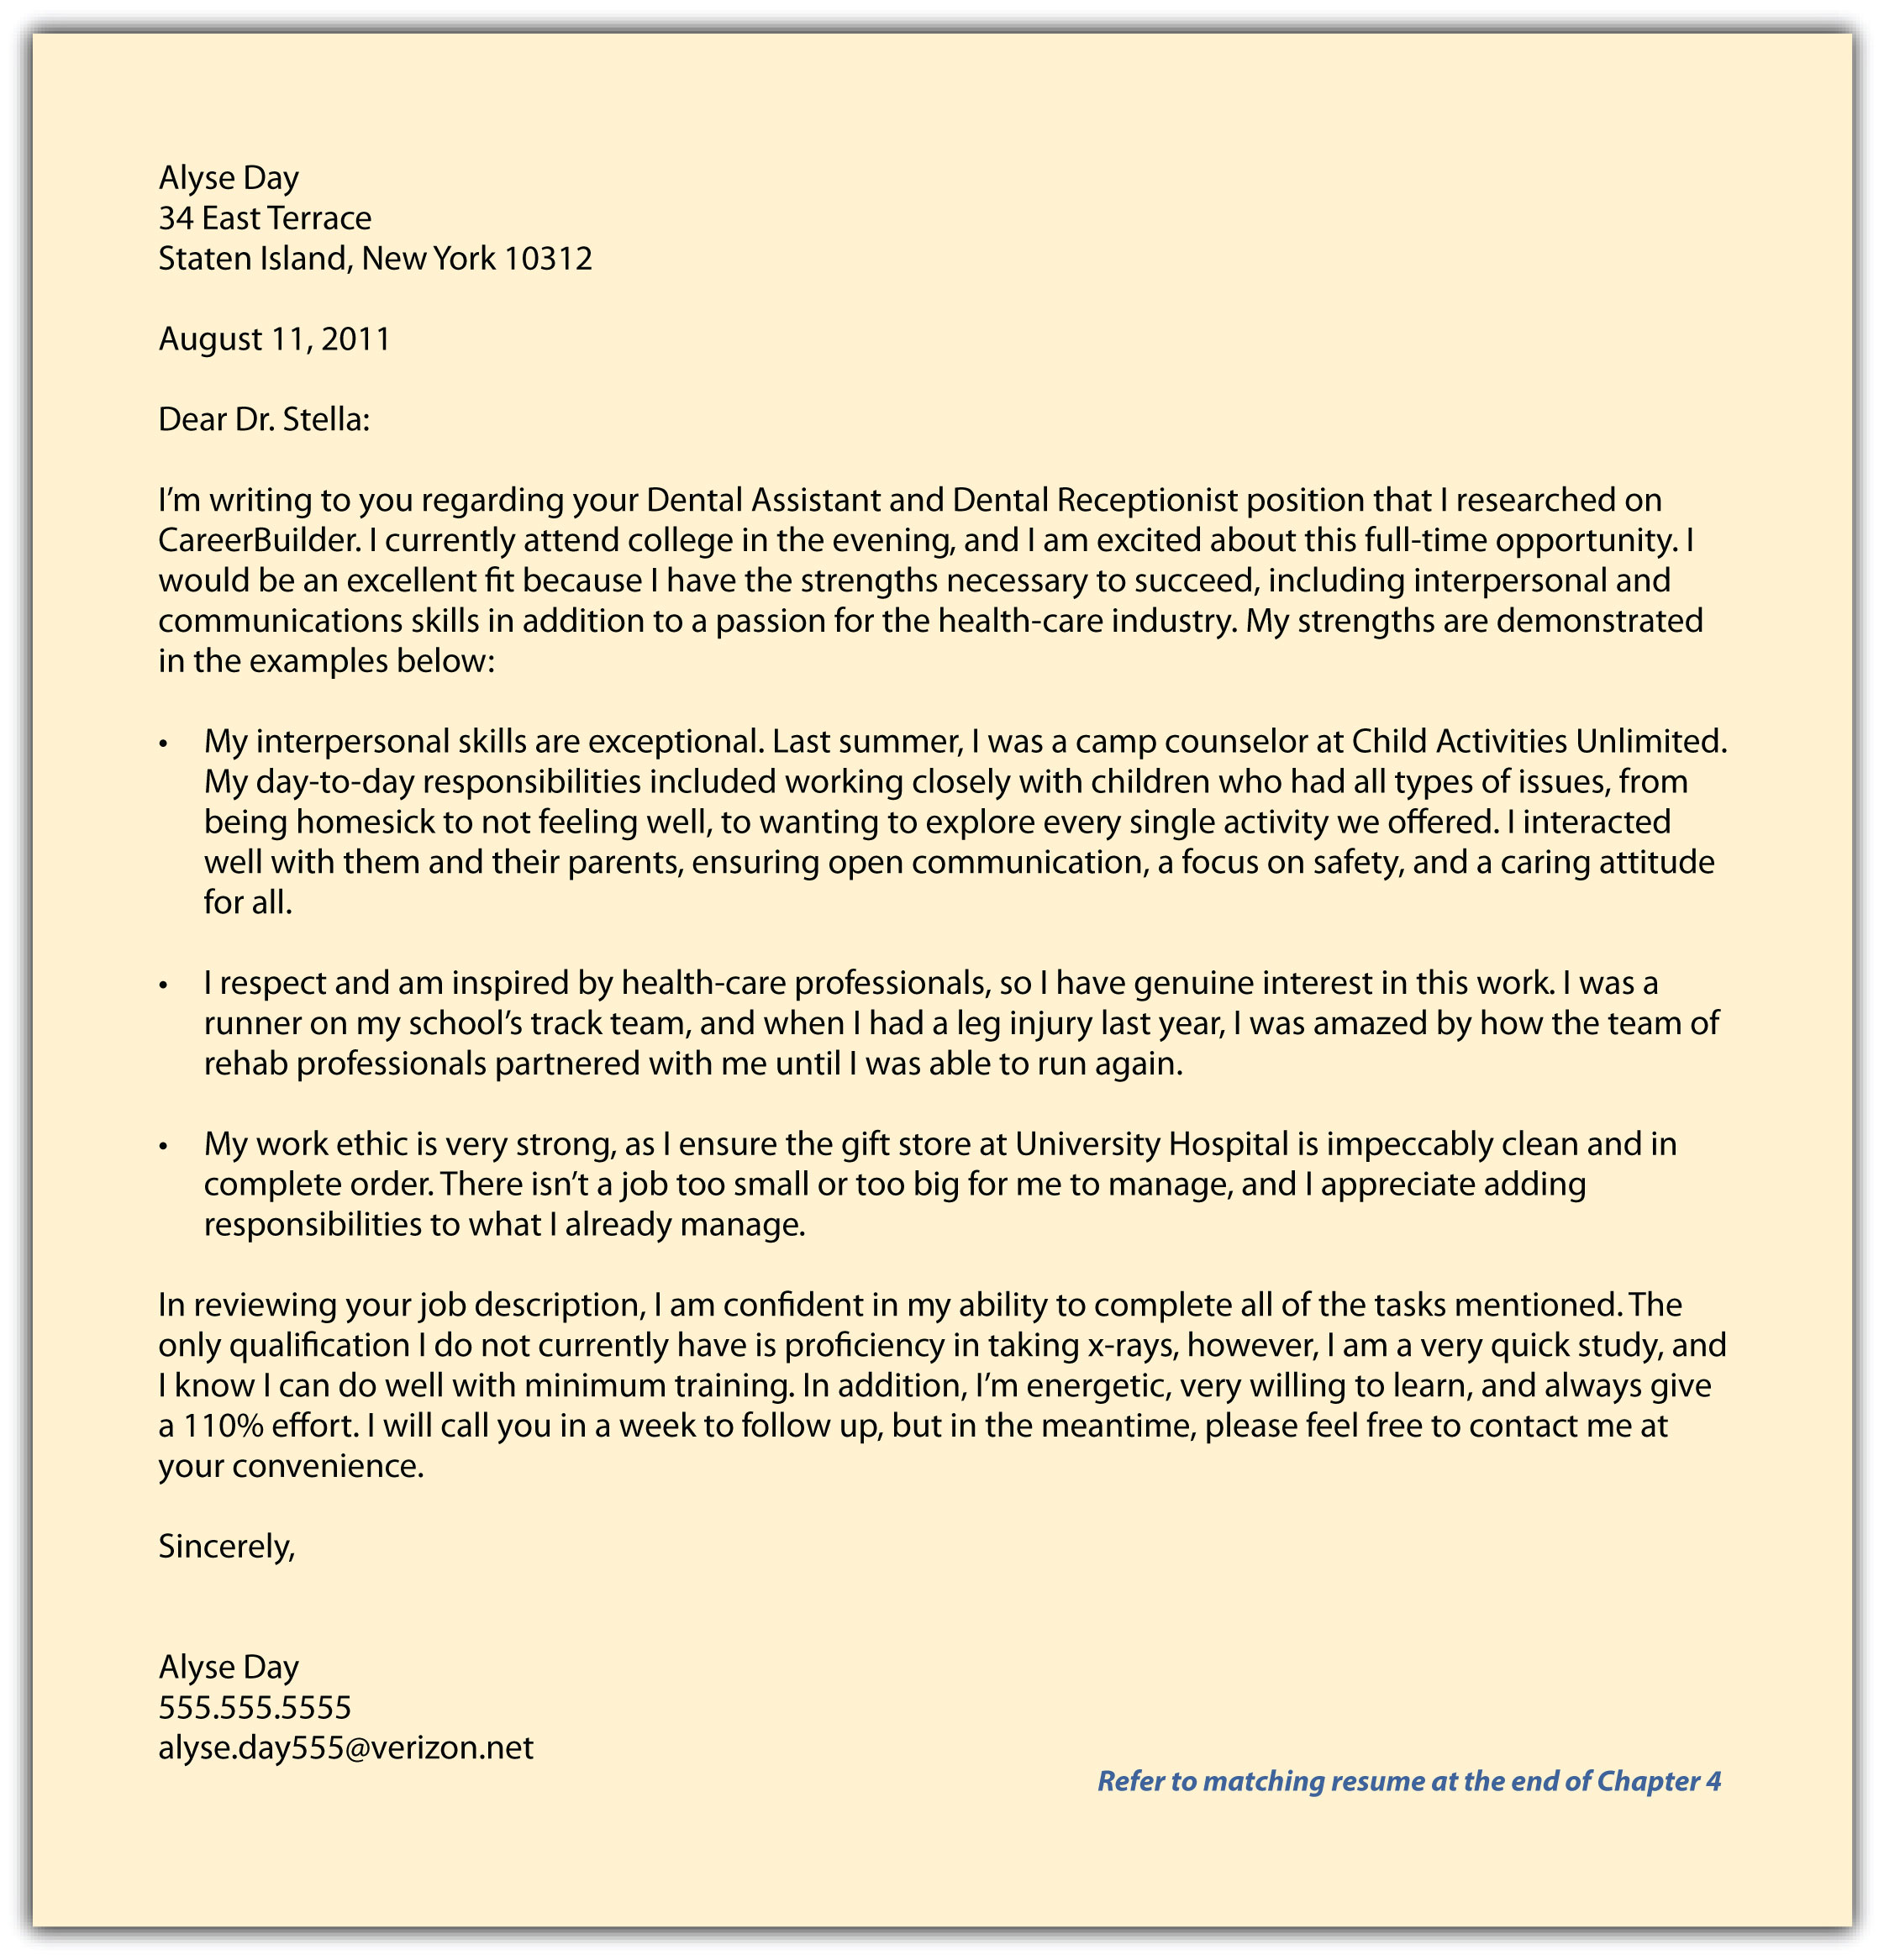 Alyse Day
34 East Terrace
Staten Island, New York 10312
August 11, 2011
Dear Dr. Stella:
I’m writing to you regarding your Dental Assistant and Dental Receptionist position that I researched on
CareerBuilder. I currently attend college in the evening, and I am excited about this full-time opportunity. I
would be an excellent fit because I have the strengths necessary to succeed, including interpersonal and
communications skills in addition to a passion for the health-care industry. My strengths are demonstrated
in the examples below:
• My interpersonal skills are exceptional. Last summer, I was a camp counselor at Child Activities Unlimited.
My day-to-day responsibilities included working closely with children who had all types of issues, from
being homesick to not feeling well, to wanting to explore every single activity we offered. I interacted
well with them and their parents, ensuring open communication, a focus on safety, and a caring attitude
for all.
• I respect and am inspired by health-care professionals, so I have genuine interest in this work. I was a
runner on my school’s track team, and when I had a leg injury last year, I was amazed by how the team of
rehab professionals partnered with me until I was able to run again.
• My work ethic is very strong, as I ensure the gift store at University Hospital is impeccably clean and in
complete order. There isn’t a job too small or too big for me to manage, and I appreciate adding
responsibilities to what I already manage.
In reviewing your job description, I am confident in my ability to complete all of the tasks mentioned. The
only qualification I do not currently have is proficiency in taking x-rays, however, I am a very quick study, and
I know I can do well with minimum training. In addition, I’m energetic, very willing to learn, and always give
a 110% effort. I will call you in a week to follow up, but in the meantime, please feel free to contact me at
your convenience.
Sincerely,
Alyse Day
555.555.5555
alyse.day555@verizon.net
Refer to matching resume at the end of Chapter 4